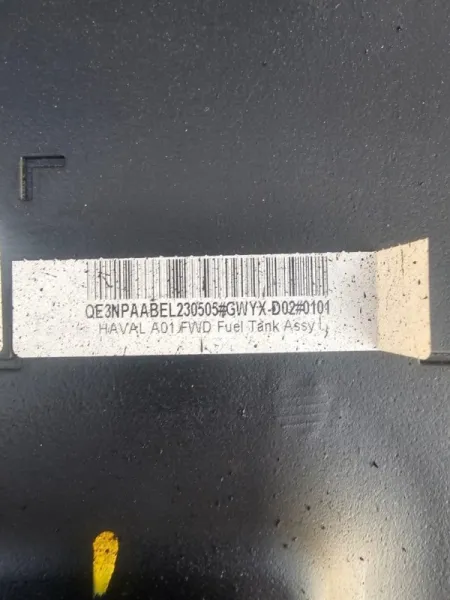 QE3NPAABEL230505#GWYX-D02#0101
HAVAL A01 FWD Fuel Tank Assy L